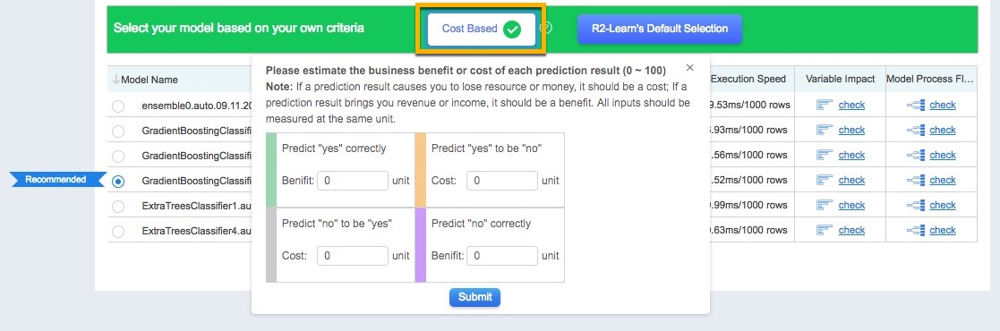 Select your model based on your own criteria
Cost Based
R2-Learn's Default Selection
Model Name
Execution Speed
Variable Impact
Model Process Fl...
Please estimate the business benefit or cost of each prediction result (0 ~ 100)
Note: If a prediction result causes you to lose resource or money, it should be a cost; If a
prediction result brings you revenue or income, it should be a benefit. All inputs should be
measured at the same unit.
Predict "yes" correctly
Predict "yes" to be "no"
Benifit: 0 unit
Cost: 0 unit
Predict "no" to be "yes"
Predict "no" correctly
Cost: 0 unit
Benifit: 0 unit
Submit
ensemble0.auto.09.11.20
9.53ms/1000 rows
check
check
GradientBoostingClassifi
.93ms/1000 rows
check
check
GradientBoostingClassifi
.56ms/1000 rows
check
check
Recommended
GradientBoostingClassifi
.52ms/1000 rows
check
check
ExtraTreesClassifier1.au
.99ms/1000 rows
check
check
ExtraTreesClassifier4.au
.63ms/1000 rows
check
check